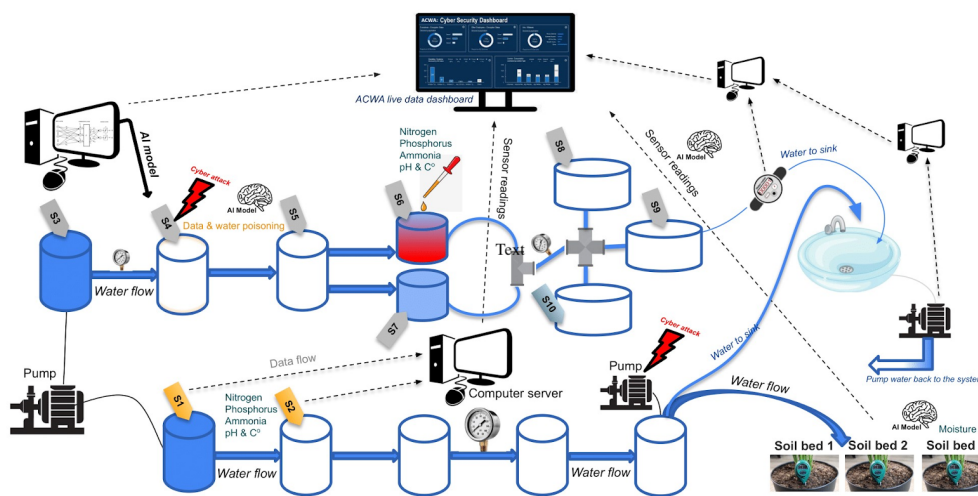 ACWA: Cyber Security Dashboard
ACWA live data dashboard
AI model
Cyber attack
AI Model
Data & water poisoning
S3
S4
S5
S6
S7
Nitrogen
Phosphorus
Ammonia
pH & C°
Sensor readings
Text
S8
S9
S10
Sensor readings
AI Model
Water to sink
Water flow
Pump
Data flow
S1
S2
Nitrogen
Phosphorus
Ammonia
pH & C°
Computer server
Water flow
Water flow
Pump
Cyber attack
Water to sink
Water flow
Pump water back to the system
AI Model
Moisture
Soil bed 1
Soil bed 2
Soil bed